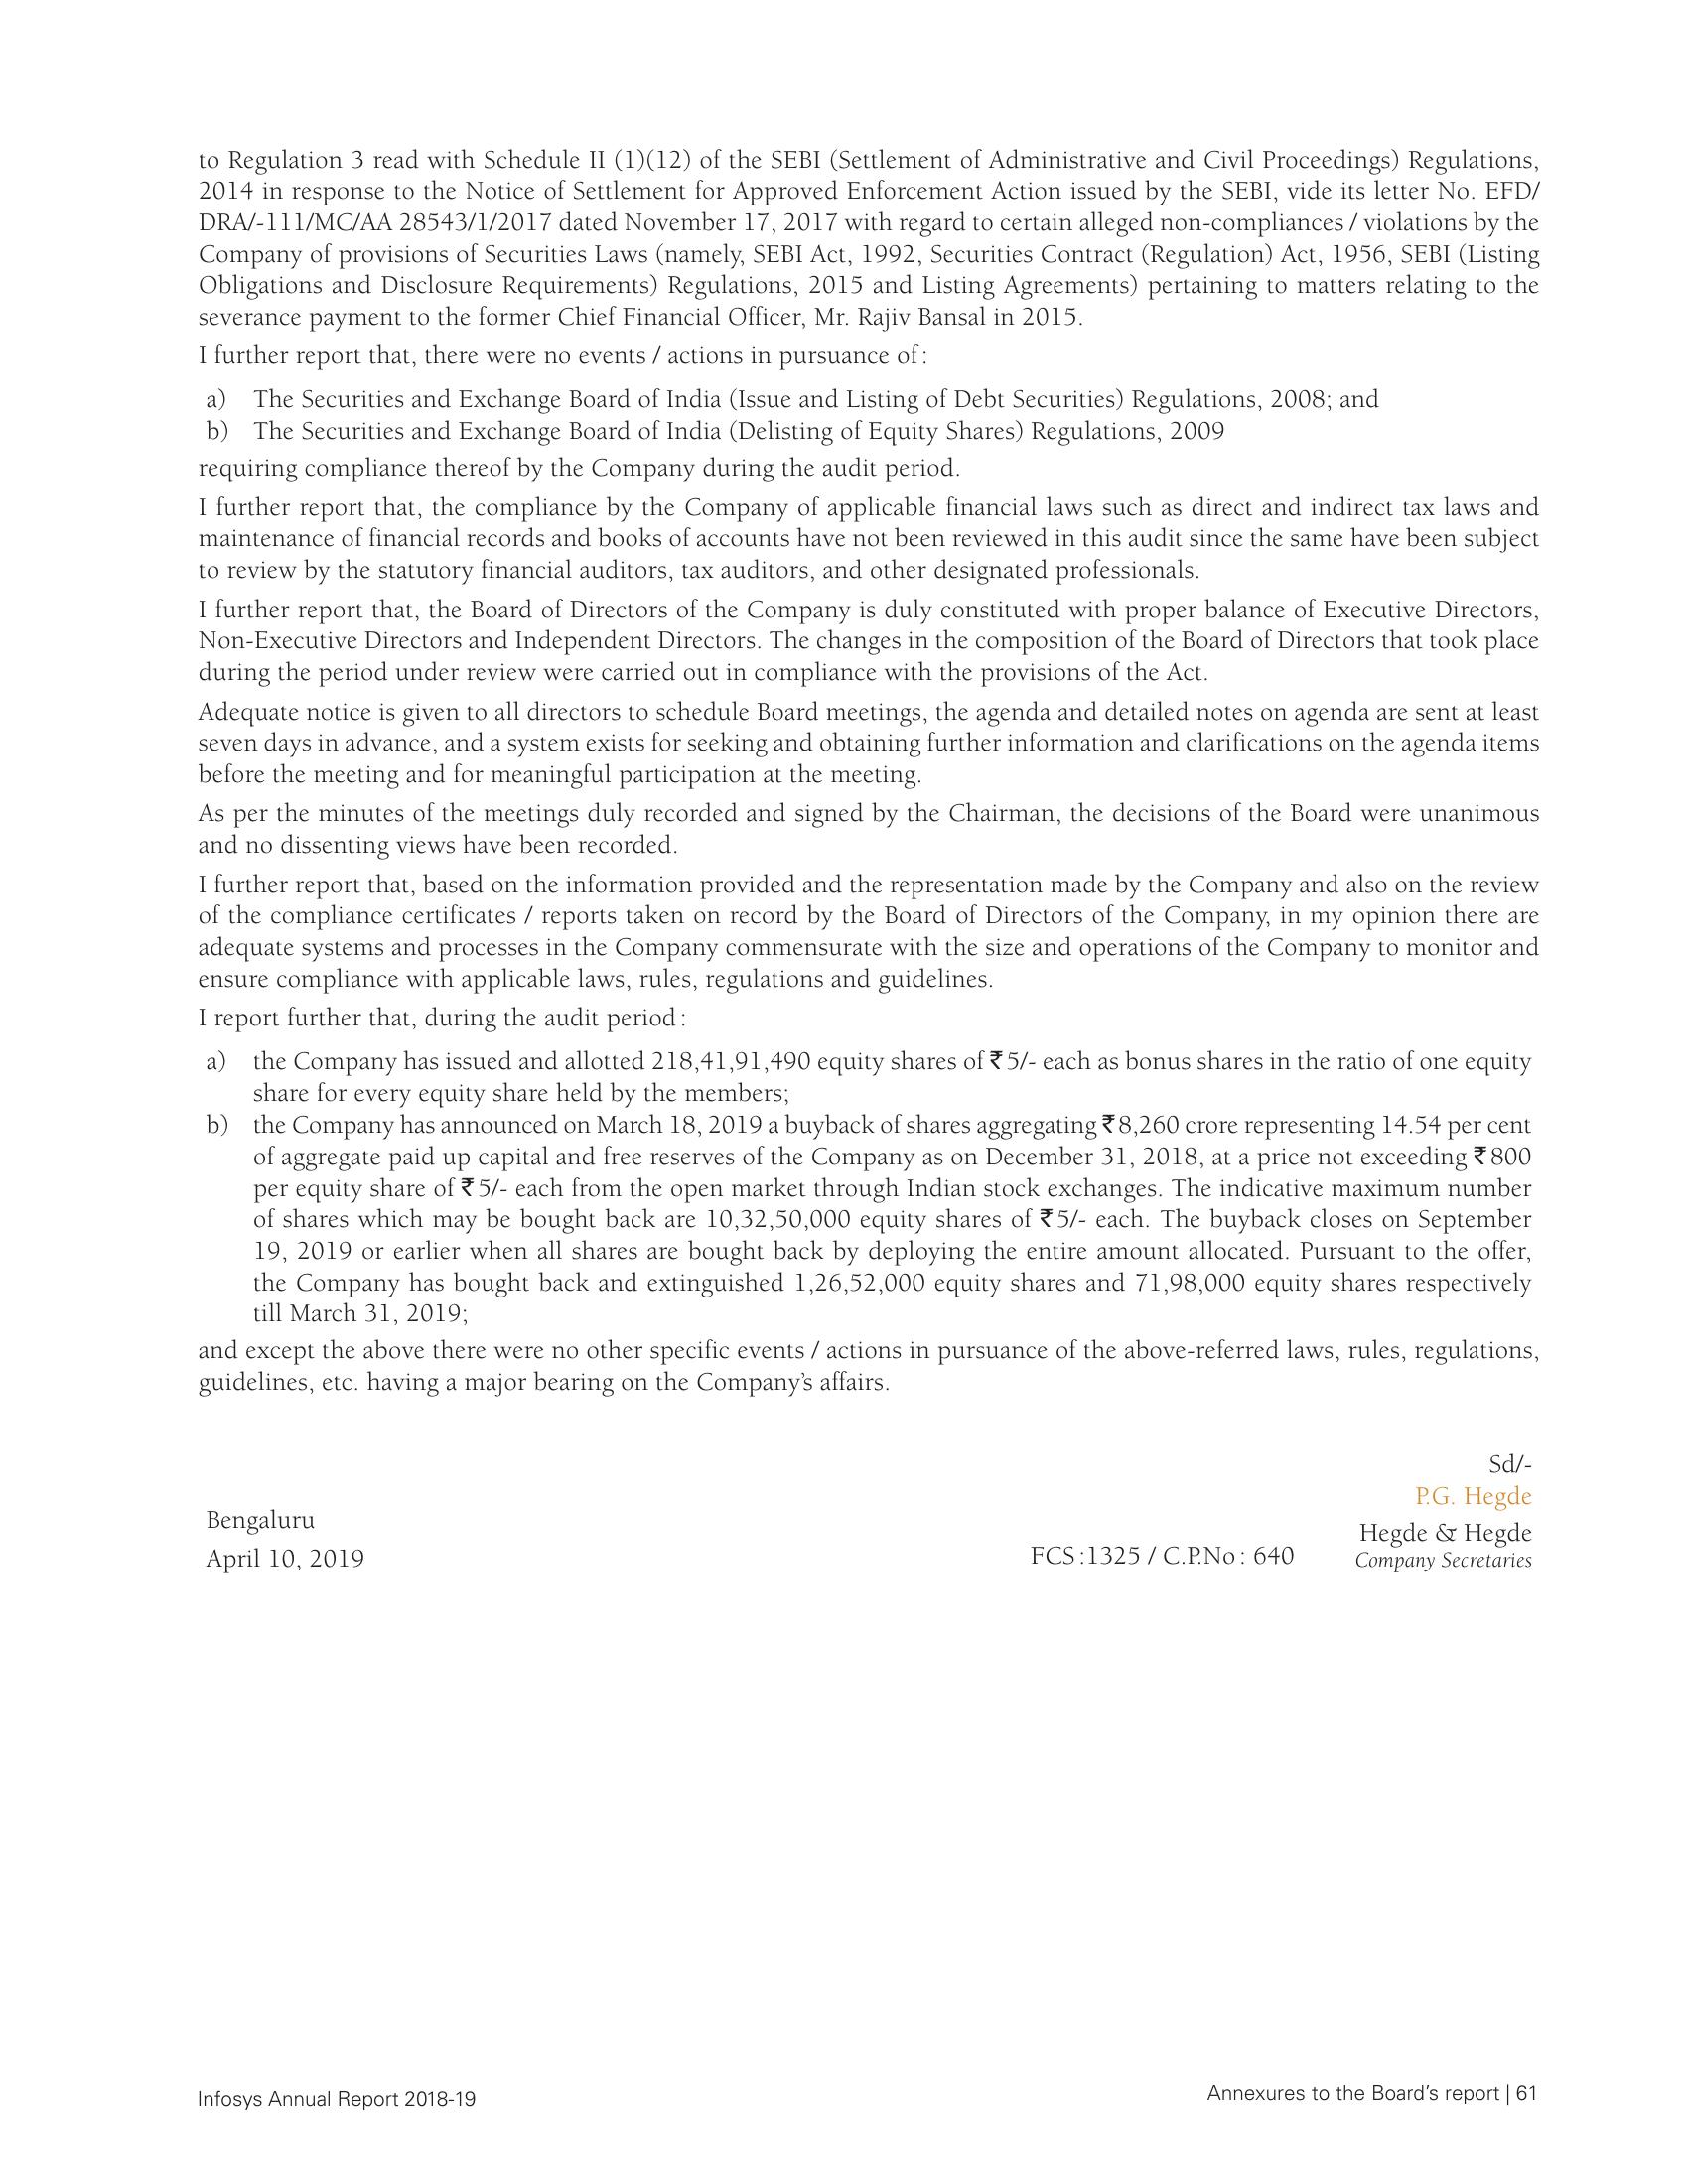 to Regulation 3 read with Schedule II (1)(12) of the SEBI (Settlement of Administrative and Civil Proceedings) Regulations,
2014 in response to the Notice of Settlement for Approved Enforcement Action issued by the SEBI, vide its letter No. EFD/
DRA/-111/MC/AA 28543/1/2017 dated November 17, 2017 with regard to certain alleged non-compliances / violations by the
Company of provisions of Securities Laws (namely, SEBI Act, 1992, Securities Contract (Regulation) Act, 1956, SEBI (Listing
Obligations and Disclosure Requirements) Regulations, 2015 and Listing Agreements) pertaining to matters relating to the
severance payment to the former Chief Financial Officer, Mr. Rajiv Bansal in 2015.
I further report that, there were no events / actions in pursuance of:
a) The Securities and Exchange Board of India (Issue and Listing of Debt Securities) Regulations, 2008; and
b) The Securities and Exchange Board of India (Delisting of Equity Shares) Regulations, 2009
requiring compliance thereof by the Company during the audit period.
I further report that, the compliance by the Company of applicable financial laws such as direct and indirect tax laws and
maintenance of financial records and books of accounts have not been reviewed in this audit since the same have been subject
to review by the statutory financial auditors, tax auditors, and other designated professionals.
I further report that, the Board of Directors of the Company is duly constituted with proper balance of Executive Directors,
Non-Executive Directors and Independent Directors. The changes in the composition of the Board of Directors that took place
during the period under review were carried out in compliance with the provisions of the Act.
Adequate notice is given to all directors to schedule Board meetings, the agenda and detailed notes on agenda are sent at least
seven days in advance, and a system exists for seeking and obtaining further information and clarifications on the agenda items
before the meeting and for meaningful participation at the meeting.
As per the minutes of the meetings duly recorded and signed by the Chairman, the decisions of the Board were unanimous
and no dissenting views have been recorded.
I further report that, based on the information provided and the representation made by the Company and also on the review
of the compliance certificates / reports taken on record by the Board of Directors of the Company, in my opinion there are
adequate systems and processes in the Company commensurate with the size and operations of the Company to monitor and
ensure compliance with applicable laws, rules, regulations and guidelines.
I report further that, during the audit period:
a) the Company has issued and allotted 218,41,91,490 equity shares of ₹5/- each as bonus shares in the ratio of one equity
share for every equity share held by the members;
b) the Company has announced on March 18, 2019 a buyback of shares aggregating ₹8,260 crore representing 14.54 per cent
of aggregate paid up capital and free reserves of the Company as on December 31, 2018, at a price not exceeding ₹800
per equity share of ₹5/- each from the open market through Indian stock exchanges. The indicative maximum number
of shares which may be bought back are 10,32,50,000 equity shares of ₹5/- each. The buyback closes on September
19, 2019 or earlier when all shares are bought back by deploying the entire amount allocated. Pursuant to the offer,
the Company has bought back and extinguished 1,26,52,000 equity shares and 71,98,000 equity shares respectively
till March 31, 2019;
and except the above there were no other specific events / actions in pursuance of the above-referred laws, rules, regulations,
guidelines, etc. having a major bearing on the Company's affairs.
Sd/-
P.G. Hegde
Bengaluru
Hegde & Hegde
April 10, 2019
FCS:1325 / C.P.No: 640
Company Secretaries
Infosys Annual Report 2018-19
Annexures to the Board's report | 61